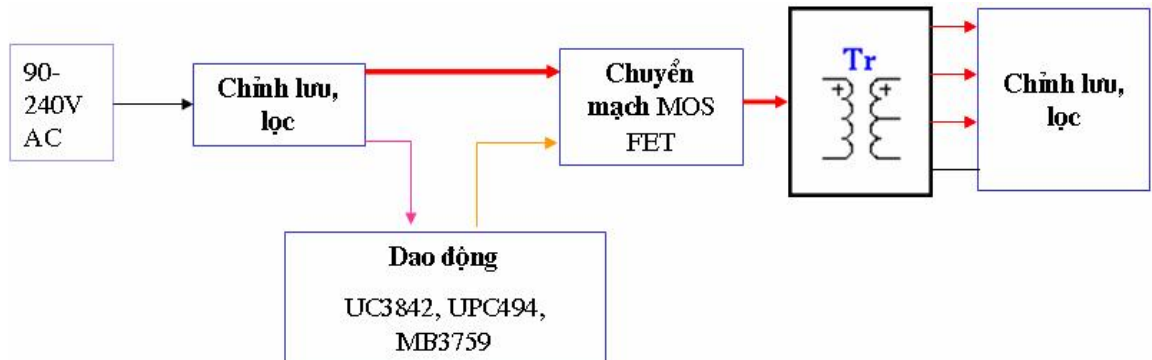 90-
240V
AC
Chỉnh lưu,
lọc
Chuyển
mạch MOS
FET
Tr
+
+
Chỉnh lưu,
lọc
Dao động
UC3842, UPC494,
MB3759